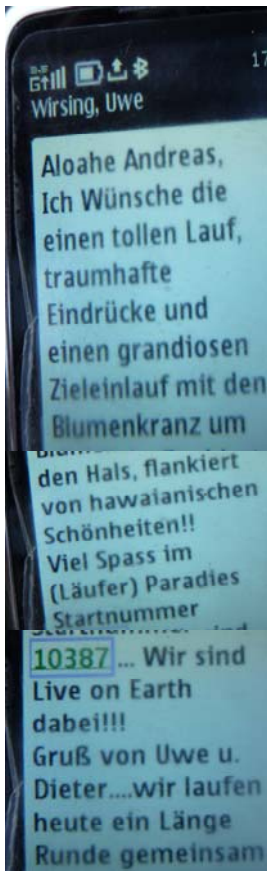 17
Wirsing, Uwe
Aloahe Andreas,
Ich Wünsche die
einen tollen Lauf,
traumhafte
Eindrücke und
einen grandiosen
Zieleinlauf mit den
Blumenkranz um
den Hals, flankiert
von hawaianischen
Schönheiten!!
Viel Spass im
(Läufer) Paradies
Startnummer
10387 ... Wir sind
Live on Earth
dabei!!!
Gruß von Uwe u.
Dieter....wir laufen
heute ein Länge
Runde gemeinsam